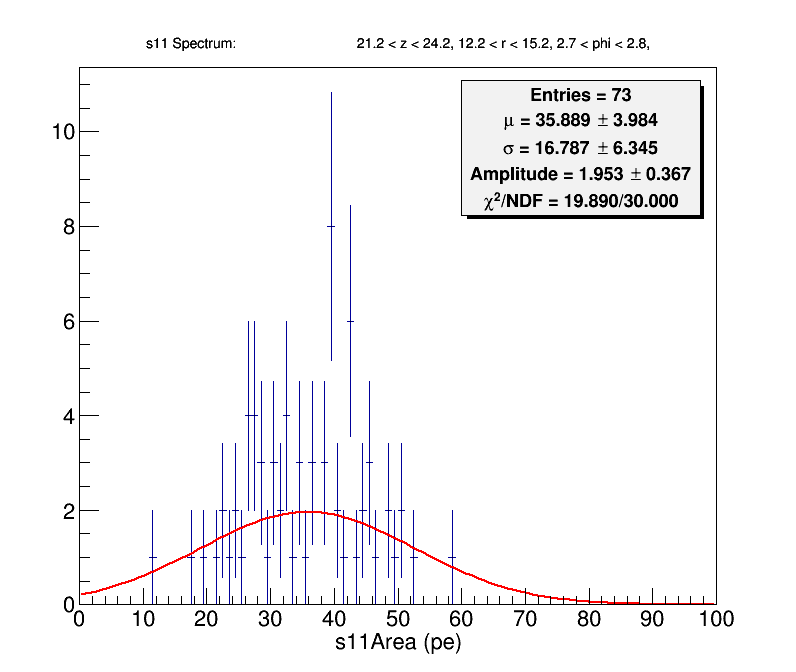 s11 Spectrum: 21.2 < z < 24.2, 12.2 < r < 15.2, 2.7 < phi < 2.8,
Entries = 73
μ = 35.889 ± 3.984
σ = 16.787 ± 6.345
Amplitude = 1.953 ± 0.367
χ²/NDF = 19.890/30.000
10
8
6
4
2
0
0 10 20 30 40 50 60 70 80 90 100
s11Area (pe)